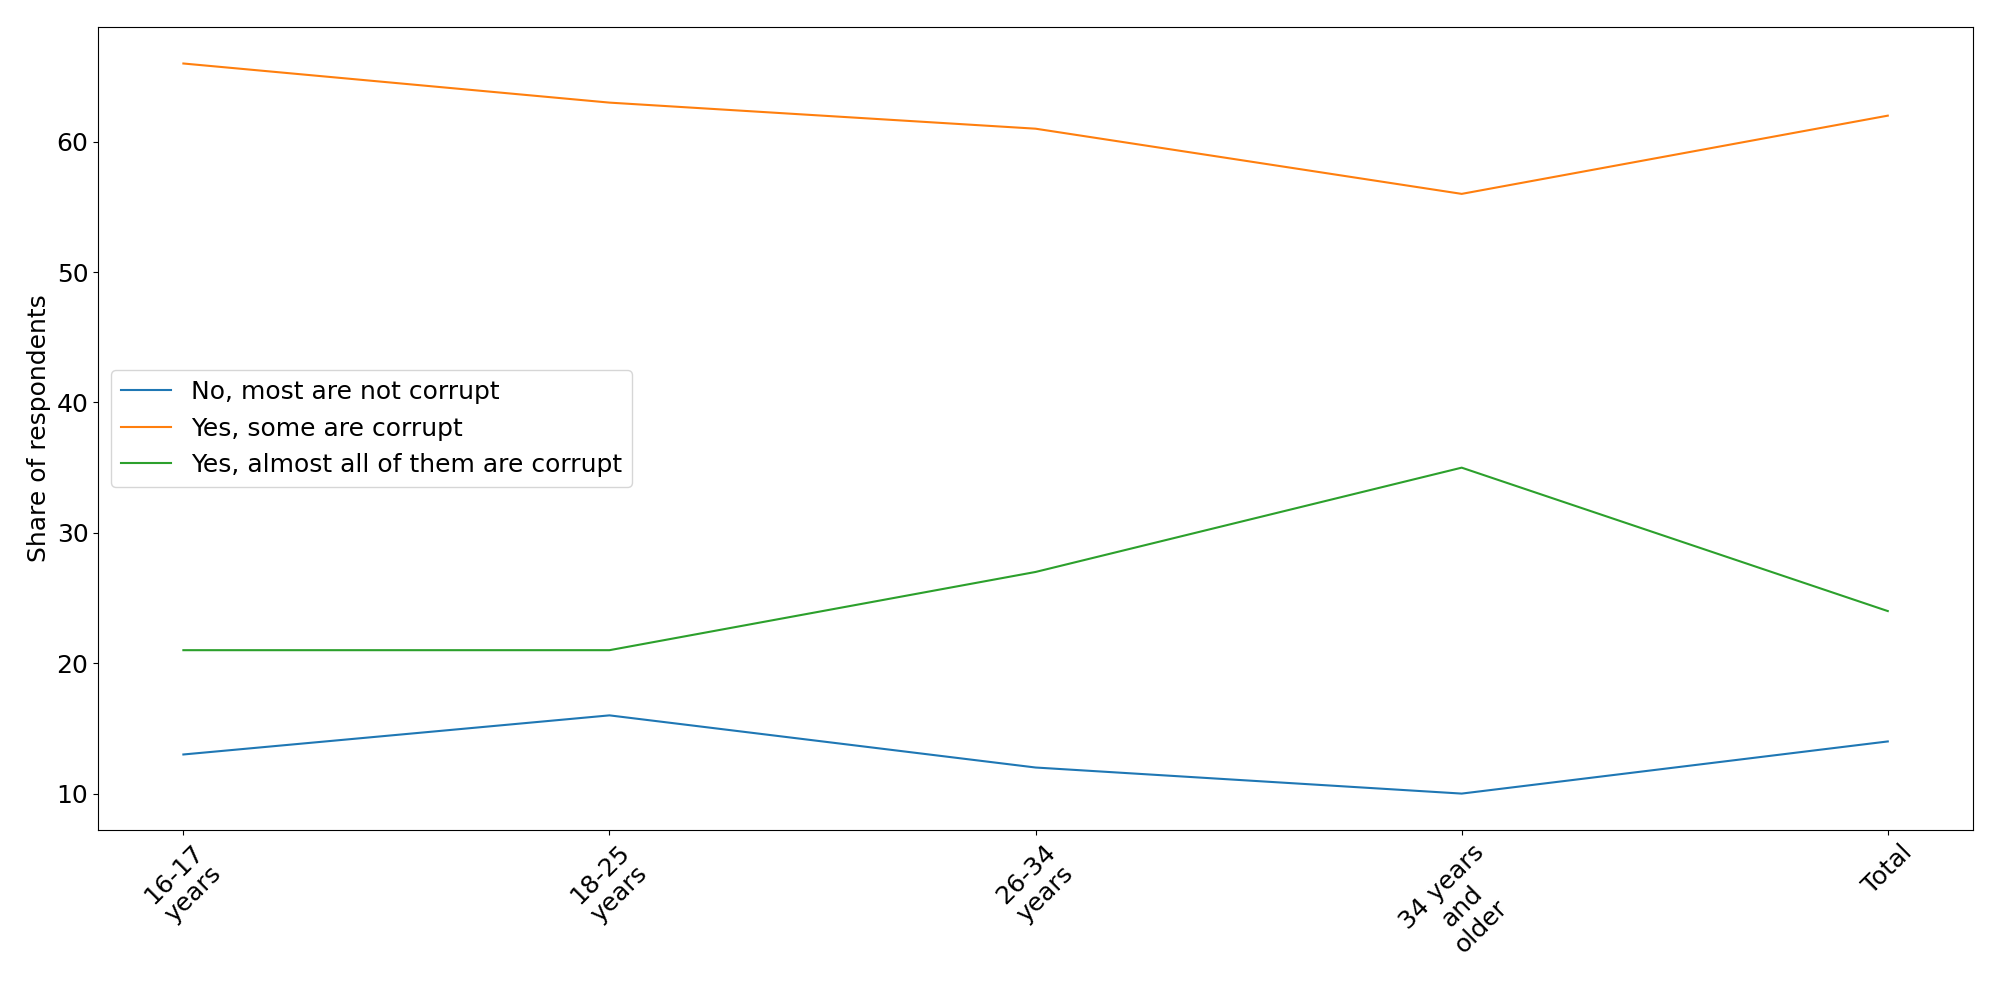 Share of respondents
60
50
40
30
20
10
No, most are not corrupt
Yes, some are corrupt
Yes, almost all of them are corrupt
16-17
years
18-25
years
26-34
years
34 years
and
older
Total